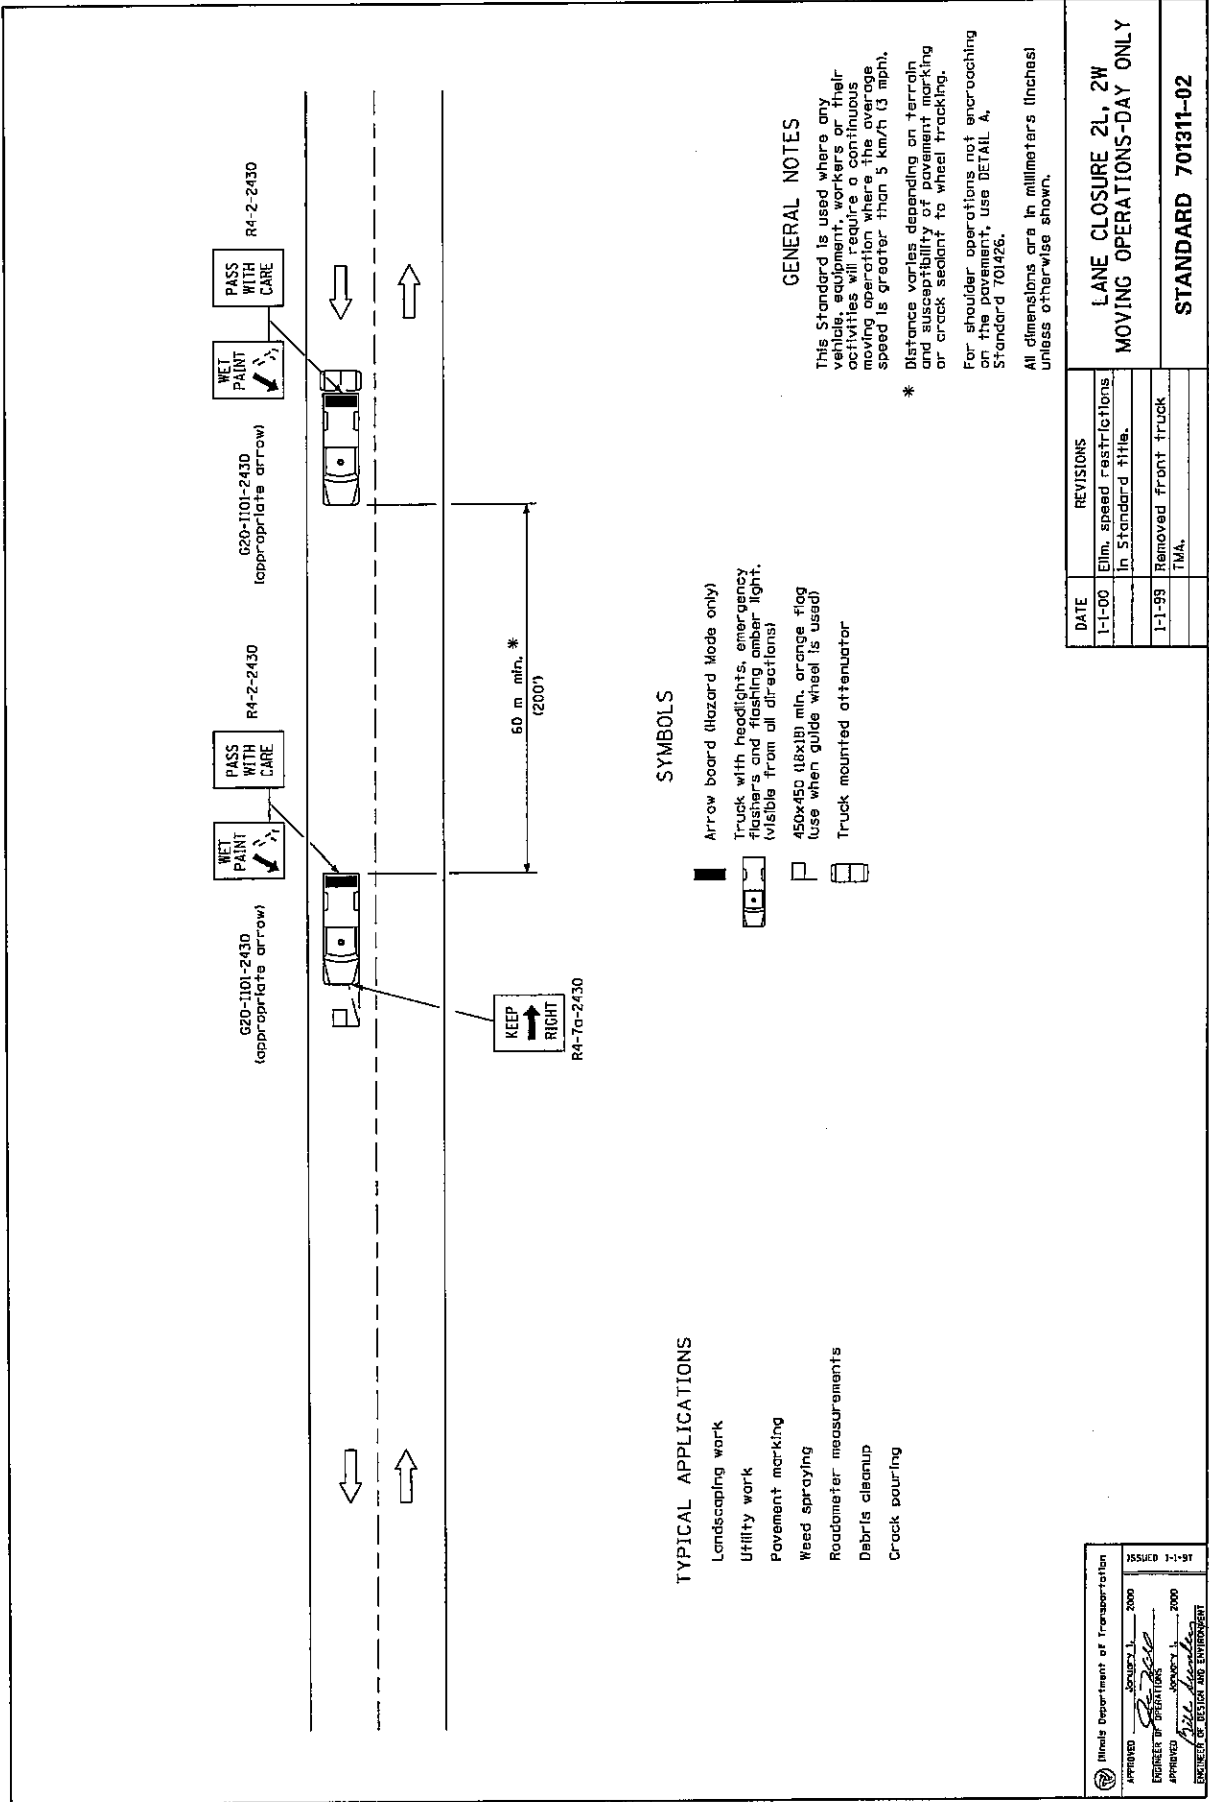 G20-I101-2430
(appropriate arrow)
WET
PAINT
PASS
WITH
CARE
R4-2-2430
G20-I101-2430
(appropriate arrow)
WET
PAINT
PASS
WITH
CARE
R4-2-2430
KEEP
RIGHT
R4-7a-2430
60 m min. *
(200')
TYPICAL APPLICATIONS
Landscaping work
Utility work
Pavement marking
Weed spraying
Roadometer measurements
Debris cleanup
Crack pouring
SYMBOLS
Arrow board (Hazard Mode only)
Truck with headlights, emergency
flashers and flashing amber light.
(visible from all directions)
450x450 (18x18) min. orange flag
(use when guide wheel is used)
Truck mounted attenuator
GENERAL NOTES
This Standard is used where any
vehicle, equipment, workers or their
activities will require a continuous
moving operation where the average
speed is greater than 5 km/h (3 mph).
* Distance varies depending on terrain
and susceptibility of pavement marking
or crack sealant to wheel tracking.
For shoulder operations not encroaching
on the pavement, use DETAIL A,
Standard 701426.
All dimensions are in millimeters (inches)
unless otherwise shown.
Illinois Department of Transportation
APPROVED January 1, 2000
ENGINEER OF OPERATIONS
APPROVED January 1, 2000
ENGINEER OF DESIGN AND ENVIRONMENT
ISSUED 1-1-97
DATE REVISIONS
1-1-00 Elim. speed restrictions
in Standard title.
1-1-99 Removed front truck
TMA.
LANE CLOSURE 2L, 2W
MOVING OPERATIONS-DAY ONLY
STANDARD 701311-02